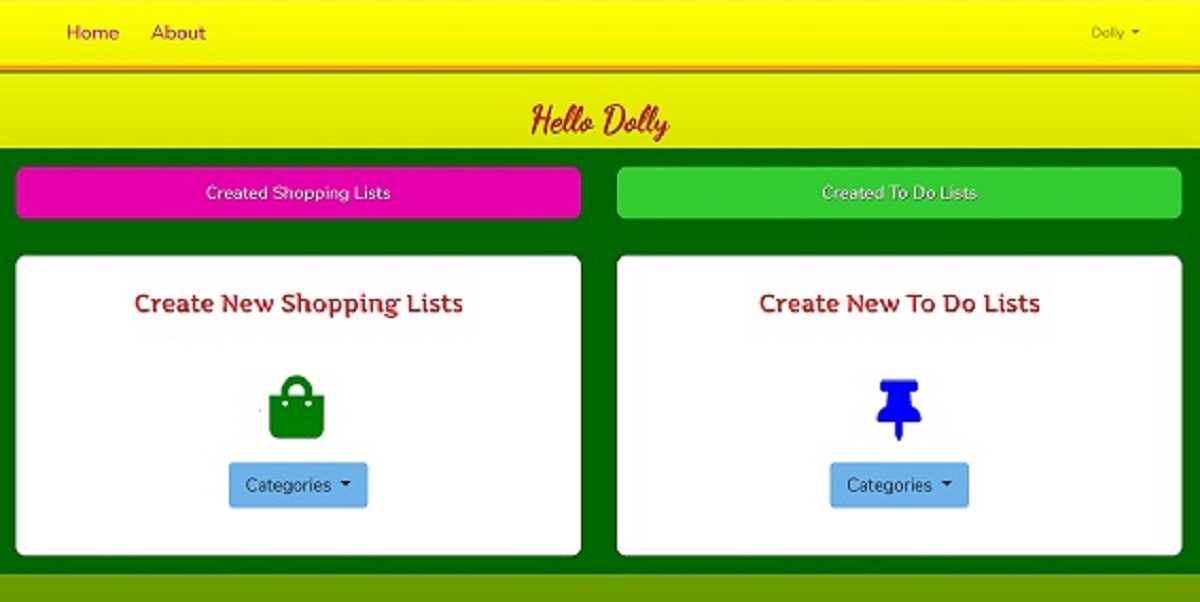 Home About Dolly
Hello Dolly
Created Shopping Lists Created To Do Lists
Create New Shopping Lists Create New To Do Lists
Categories Categories